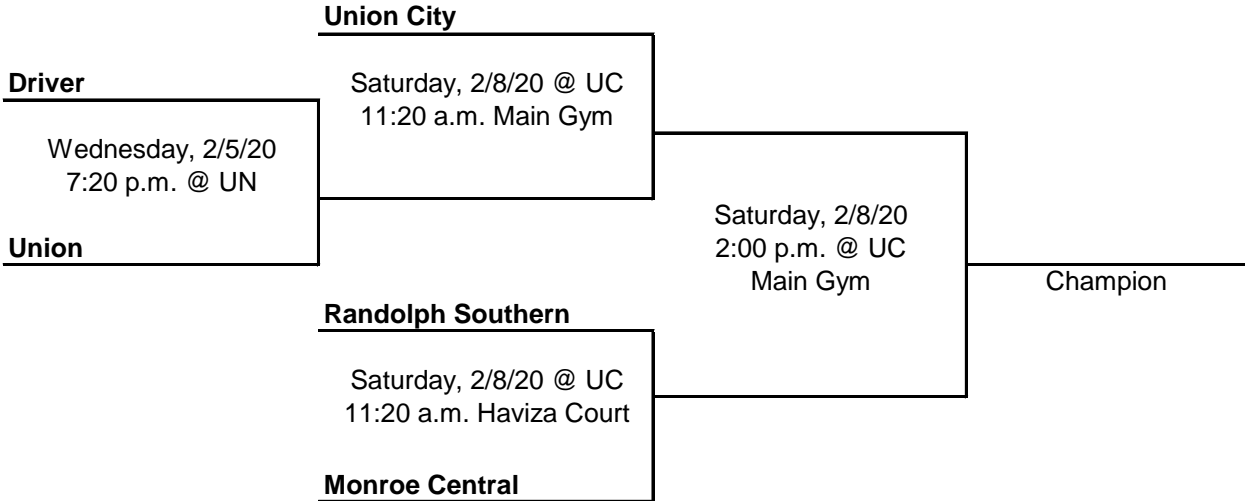 Union City
Driver
Saturday, 2/8/20 @ UC
11:20 a.m. Main Gym
Wednesday, 2/5/20
7:20 p.m. @ UN
Saturday, 2/8/20
2:00 p.m. @ UC
Main Gym
Union
Champion
Randolph Southern
Saturday, 2/8/20 @ UC
11:20 a.m. Haviza Court
Monroe Central